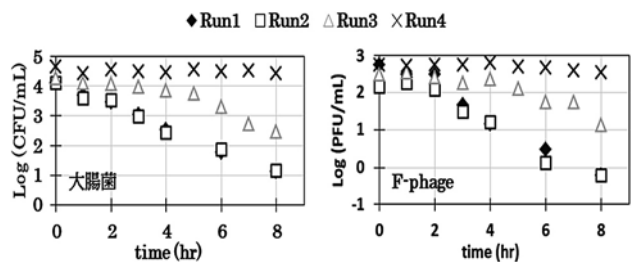 Run1 Run2 Run3 Run4
Log (CFU/mL)
5
4
3
2
1
0
大腸菌
0 2 4 6 8
time (hr)
Log (PFU/mL)
3
2
1
0
-1
F-phage
0 2 4 6 8
time (hr)